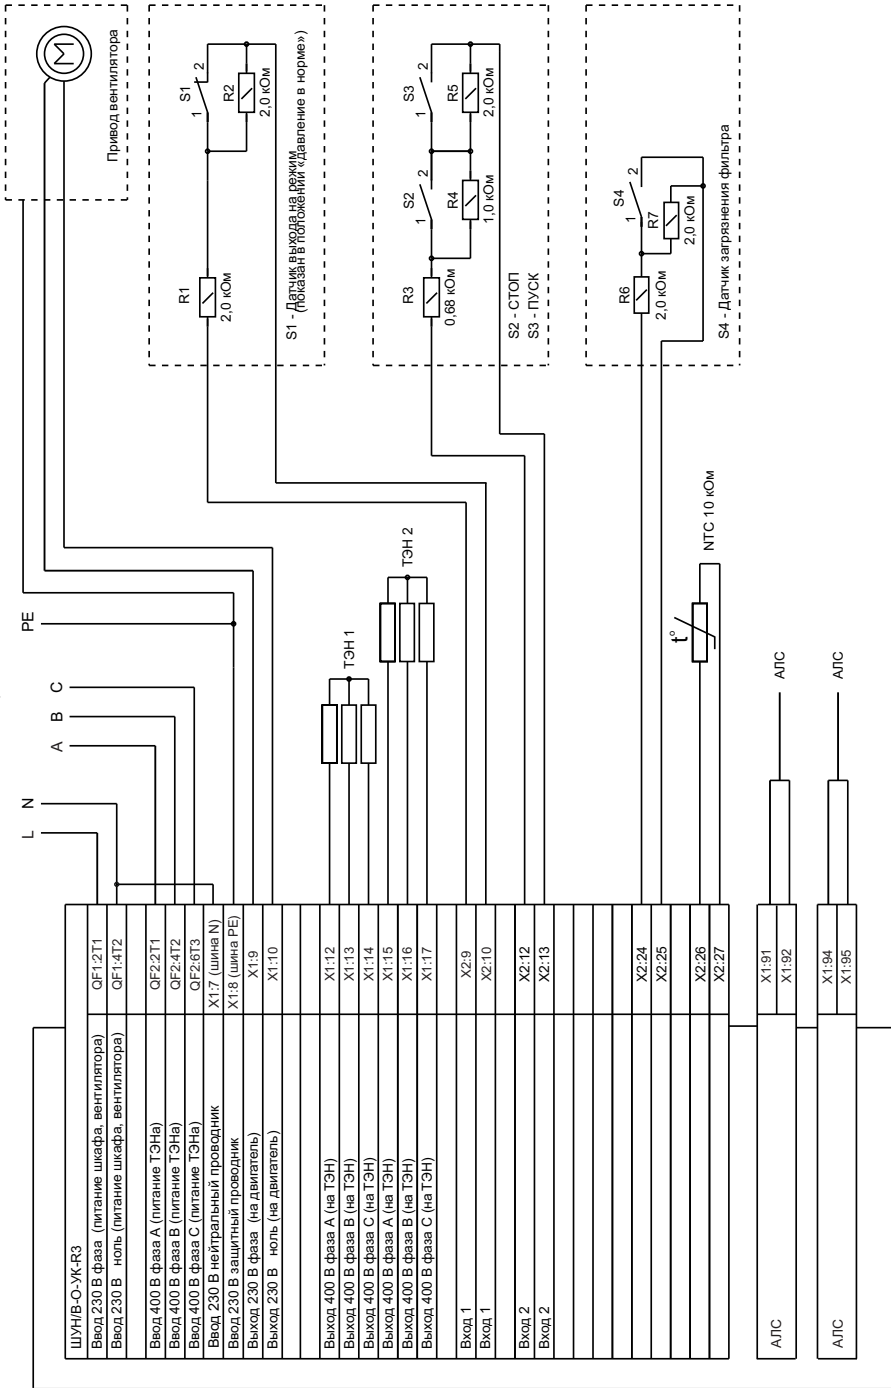 ШУН/В-О-УК-R3
Ввод 230 В фаза (питание шкафа, вентилятора) QF1:2T1
Ввод 230 В ноль (питание шкафа, вентилятора) QF1:4T2
Ввод 400 В фаза А (питание ТЭНа) QF2:2T1
Ввод 400 В фаза В (питание ТЭНа) QF2:4T2
Ввод 400 В фаза С (питание ТЭНа) QF2:6T3
Ввод 230 В нейтральный проводник X1:7 (шина N)
Ввод 230 В защитный проводник X1:8 (шина PE)
Выход 230 В фаза (на двигатель) X1:9
Выход 230 В ноль (на двигатель) X1:10
Выход 400 В фаза А (на ТЭН) X1:12
Выход 400 В фаза В (на ТЭН) X1:13
Выход 400 В фаза С (на ТЭН) X1:14
Выход 400 В фаза А (на ТЭН) X1:15
Выход 400 В фаза В (на ТЭН) X1:16
Выход 400 В фаза С (на ТЭН) X1:17
Вход 1 X2:9
Вход 1 X2:10
Вход 2 X2:12
Вход 2 X2:13
X2:24
X2:25
X2:26
X2:27
АЛС
X1:91
X1:92
АЛС
АЛС
X1:94
X1:95
АЛС
L
N
A
B
C
PE
ТЭН 1
ТЭН 2
t°
NTC 10 кОм
M
Привод вентилятора
R1
2,0 кОм
S1
1
2
R2
2,0 кОм
S1 - Датчик выхода на режим
(показан в положении «давление в норме»)
R3
0,68 кОм
S2
1
2
R4
1,0 кОм
S3
1
2
R5
2,0 кОм
S2 - СТОП
S3 - ПУСК
R6
2,0 кОм
S4
1
2
R7
2,0 кОм
S4 - Датчик загрязнения фильтра